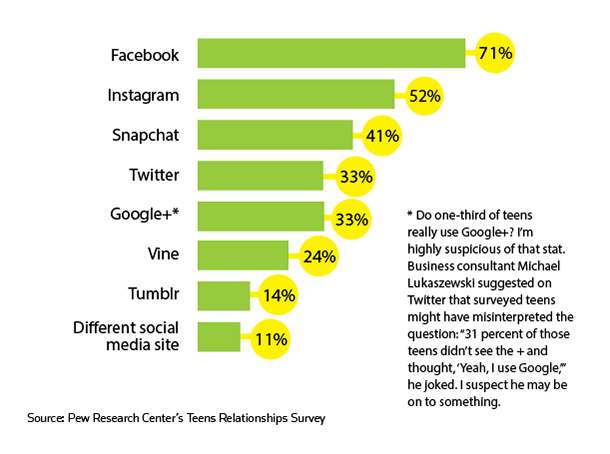 Facebook 71%
Instagram 52%
Snapchat 41%
Twitter 33%
Google+* 33%
Vine 24%
Tumblr 14%
Different social
media site 11%
* Do one-third of teens
really use Google+? I'm
highly suspicious of that stat.
Business consultant Michael
Lukaszewski suggested on
Twitter that surveyed teens
might have misinterpreted the
question: “31 percent of those
teens didn't see the + and
thought, ‘Yeah, I use Google,’”
he joked. I suspect he may be
on to something.
Source: Pew Research Center's Teens Relationships Survey